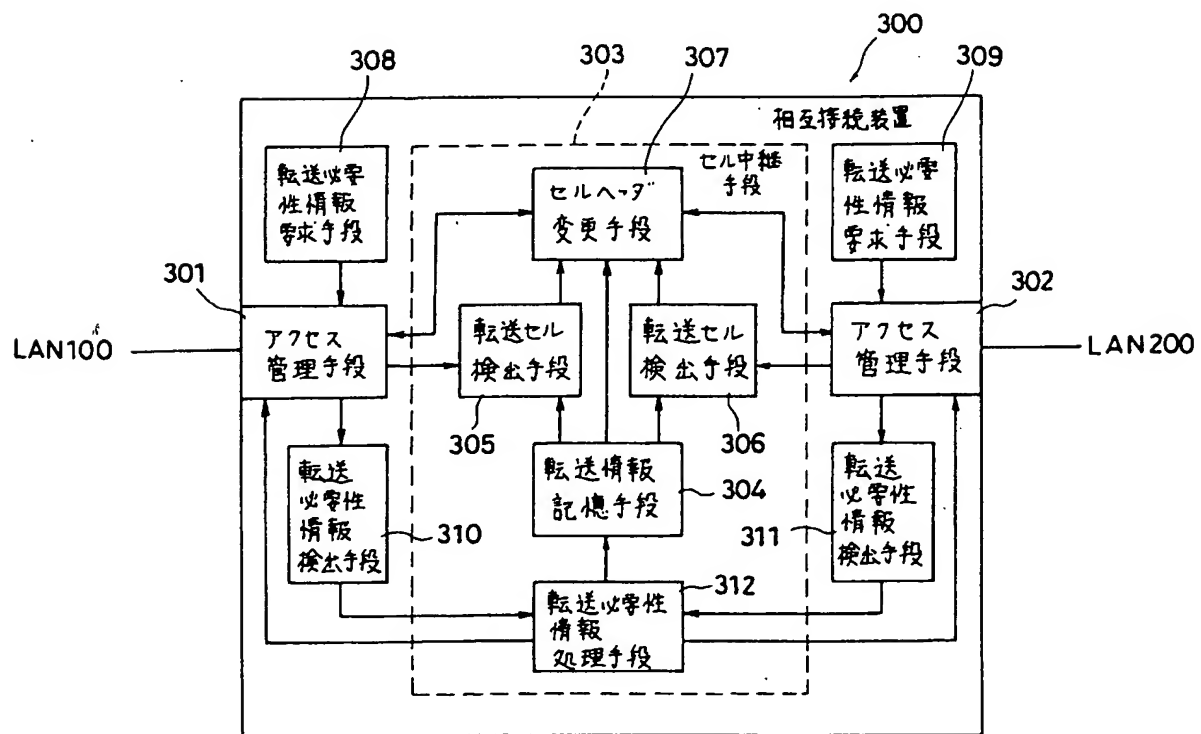 300
303
307
308
309
相互接続装置
転送必要
性情報
要求手段
セルヘッダ
変更手段
セル中継
手段
転送必要
性情報
要求手段
301
302
LAN100
アクセス
管理手段
転送セル
検出手段
転送セル
検出手段
アクセス
管理手段
LAN200
305
306
転送
必要性
情報
検出手段
310
転送情報
記憶手段
304
転送
必要性
情報
検出手段
311
312
転送必要性
情報
処理手段